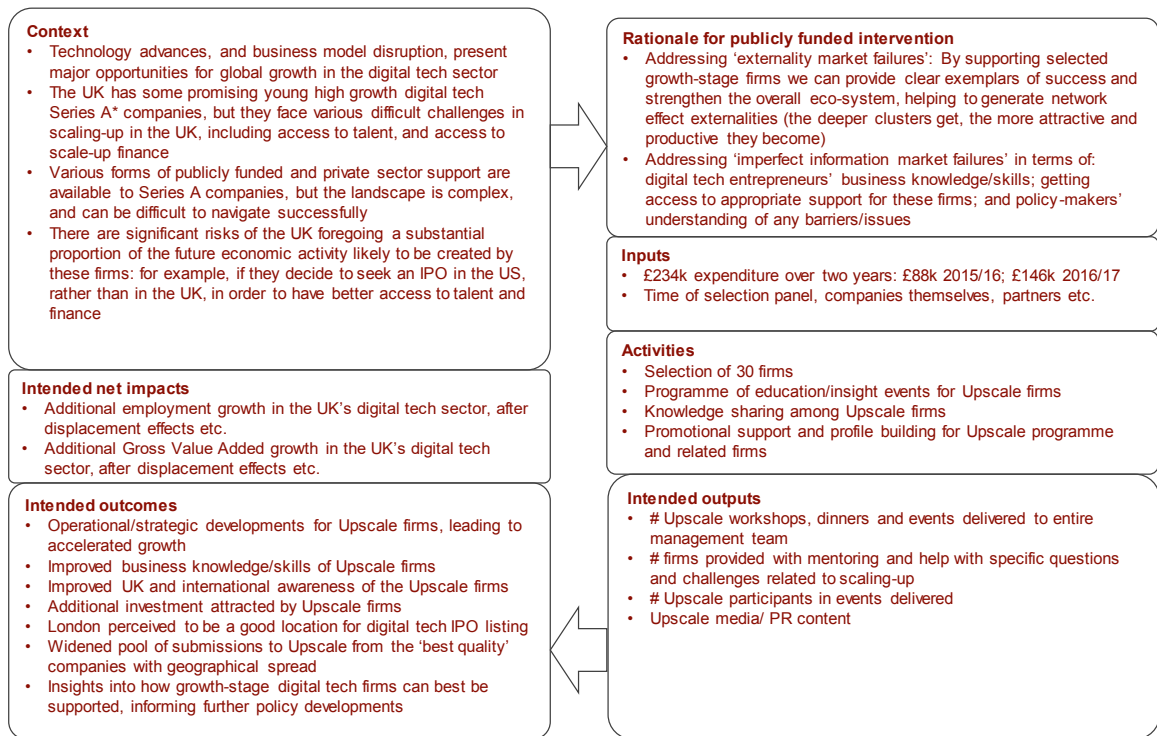 Context
• Technology advances, and business model disruption, present
major opportunities for global growth in the digital tech sector
• The UK has some promising young high growth digital tech
Series A* companies, but they face various difficult challenges in
scaling-up in the UK, including access to talent, and access to
scale-up finance
• Various forms of publicly funded and private sector support are
available to Series A companies, but the landscape is complex,
and can be difficult to navigate successfully
• There are significant risks of the UK foregoing a substantial
proportion of the future economic activity likely to be created by
these firms: for example, if they decide to seek an IPO in the US,
rather than in the UK, in order to have better access to talent and
finance
Rationale for publicly funded intervention
• Addressing ‘externality market failures’: By supporting selected
growth-stage firms we can provide clear exemplars of success and
strengthen the overall eco-system, helping to generate network
effect externalities (the deeper clusters get, the more attractive and
productive they become)
• Addressing ‘imperfect information market failures’ in terms of:
digital tech entrepreneurs’ business knowledge/skills; getting
access to appropriate support for these firms; and policy-makers’
understanding of any barriers/issues
Inputs
• £234k expenditure over two years: £88k 2015/16; £146k 2016/17
• Time of selection panel, companies themselves, partners etc.
Activities
• Selection of 30 firms
• Programme of education/insight events for Upscale firms
• Knowledge sharing among Upscale firms
• Promotional support and profile building for Upscale programme
and related firms
Intended outputs
• # Upscale workshops, dinners and events delivered to entire
management team
• # firms provided with mentoring and help with specific questions
and challenges related to scaling-up
• # Upscale participants in events delivered
• Upscale media/ PR content
Intended net impacts
• Additional employment growth in the UK’s digital tech sector, after
displacement effects etc.
• Additional Gross Value Added growth in the UK’s digital tech
sector, after displacement effects etc.
Intended outcomes
• Operational/strategic developments for Upscale firms, leading to
accelerated growth
• Improved business knowledge/skills of Upscale firms
• Improved UK and international awareness of the Upscale firms
• Additional investment attracted by Upscale firms
• London perceived to be a good location for digital tech IPO listing
• Widened pool of submissions to Upscale from the ‘best quality’
companies with geographical spread
• Insights into how growth-stage digital tech firms can best be
supported, informing further policy developments